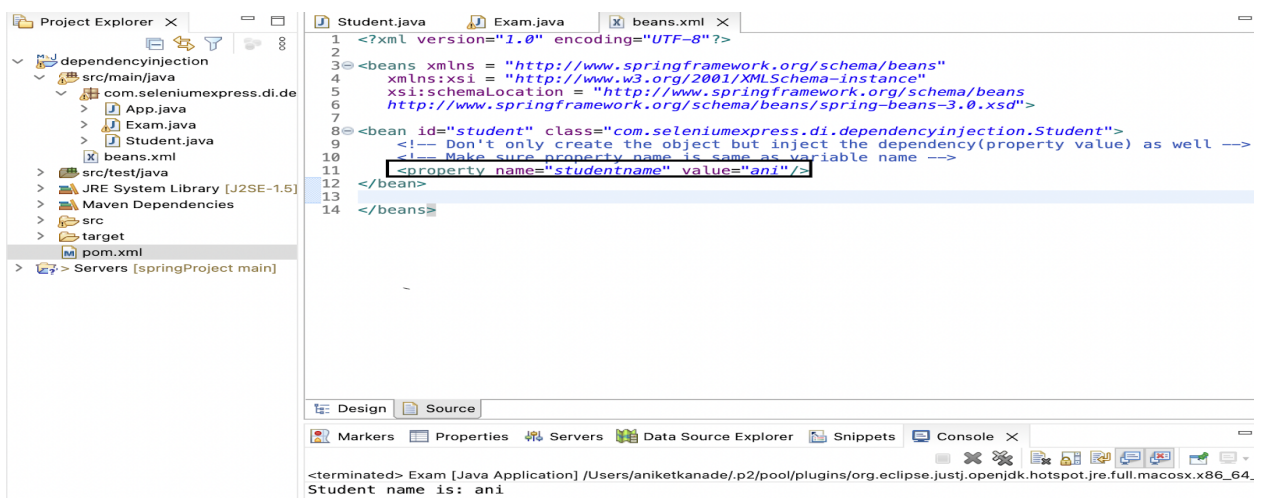 Project Explorer
dependencyinjection
src/main/java
com.seleniumexpress.di.de
App.java
Exam.java
Student.java
beans.xml
src/test/java
JRE System Library [J2SE-1.5]
Maven Dependencies
src
target
pom.xml
> Servers [springProject main]
Student.java Exam.java beans.xml
1 <?xml version="1.0" encoding="UTF-8"?>
2
3 <beans xmlns = "http://www.springframework.org/schema/beans"
4 xmlns:xsi = "http://www.w3.org/2001/XMLSchema-instance"
5 xsi:schemaLocation = "http://www.springframework.org/schema/beans
6 http://www.springframework.org/schema/beans/spring-beans-3.0.xsd">
7
8 <bean id="student" class="com.seleniumexpress.di.dependencyinjection.Student">
9 <!-- Don't only create the object but inject the dependency(property value) as well -->
10 <!-- Make sure property name is same as variable name -->
11 <property name="studentname" value="ani"/>
12 </bean>
13
14 </beans>
Design Source
Markers Properties Servers Data Source Explorer Snippets Console
<terminated> Exam [Java Application] /Users/aniketkanade/.p2/pool/plugins/org.eclipse.justj.openjdk.hotspot.jre.full.macosx.x86_64_
Student name is: ani